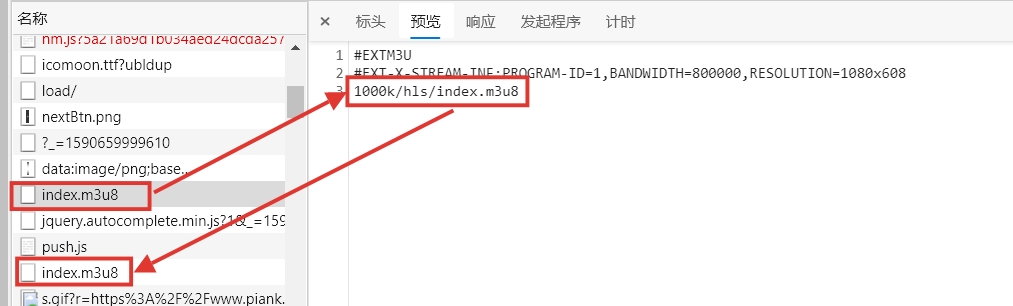 名称
hm.js?5a21a69d1b034aed24dcda257
icomoon.ttf?ubldup
load/
nextBtn.png
?_=1590659999610
data:image/png;base...
index.m3u8
jquery.autocomplete.min.js?1&_=159
push.js
index.m3u8
s.gif?r=https%3A%2F%2Fwww.piank.
× 标头 预览 响应 发起程序 计时
1 #EXTM3U
2 #EXT-X-STREAM-INF:PROGRAM-ID=1,BANDWIDTH=800000,RESOLUTION=1080x608
3 1000k/hls/index.m3u8